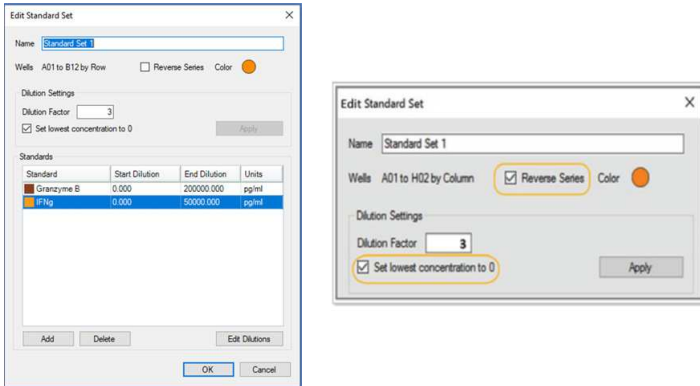 Edit Standard Set
Name Standard Set 1
Wells A01 to B12 by Row Reverse Series Color
Dilution Settings
Dilution Factor 3
Set lowest concentration to 0 Apply
Standards
Standard Start Dilution End Dilution Units
Granzyme B 0.000 200000.000 pg/ml
IFNg 0.000 50000.000 pg/ml
Add Delete Edit Dilutions
OK Cancel
Edit Standard Set
Name Standard Set 1
Wells A01 to H02 by Column Reverse Series Color
Dilution Settings
Dilution Factor 3
Set lowest concentration to 0 Apply